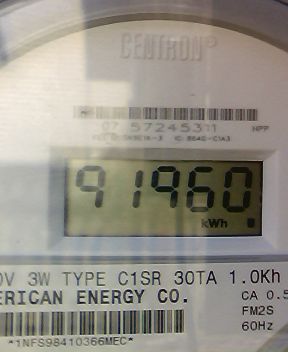 CENTRON®
07 57245311 HPP
91960
kWh
0V 3W TYPE C1SR 30TA 1.0Kh
ERICAN ENERGY CO.
CA 0.5
FM2S
60Hz
*1NFS98410366MEC*